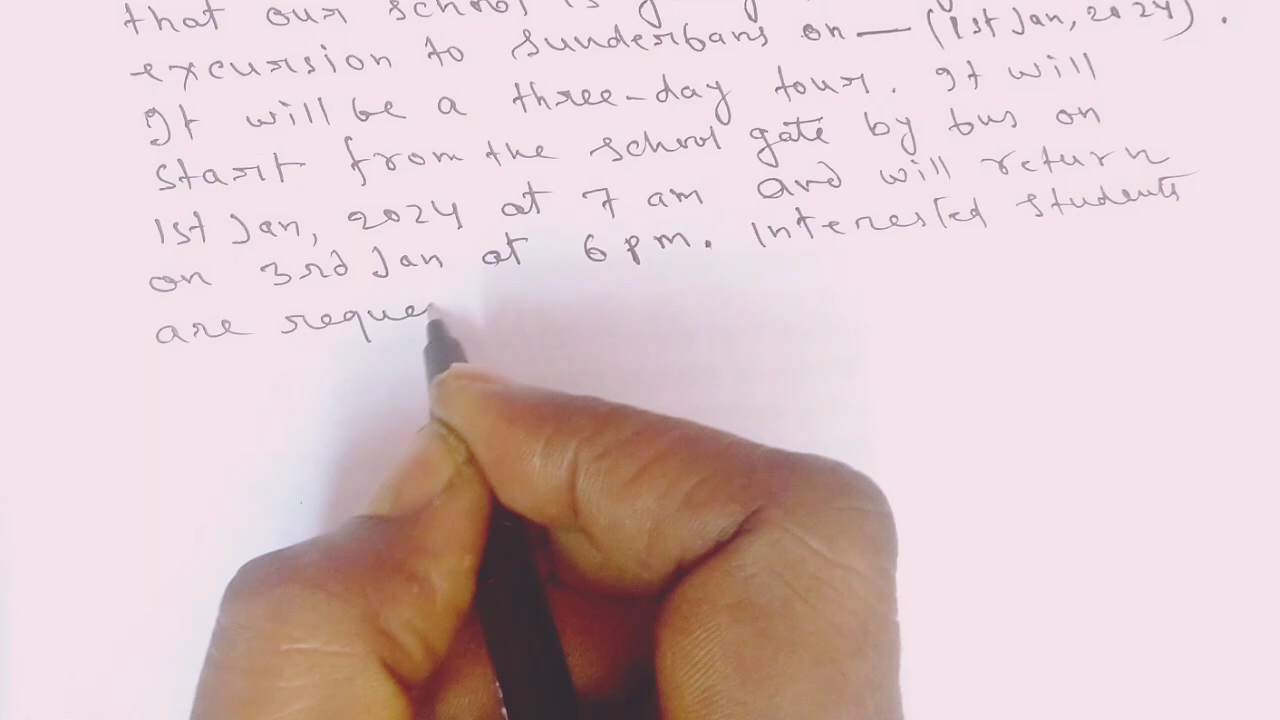 that our school is
excursion to Sunderbans on — (1st Jan, 2024).
It will be a three-day tour. It will
start from the school gate by bus on
1st Jan, 2024 at 7 am and will return
on 3rd Jan at 6 pm. Interested students
are reque